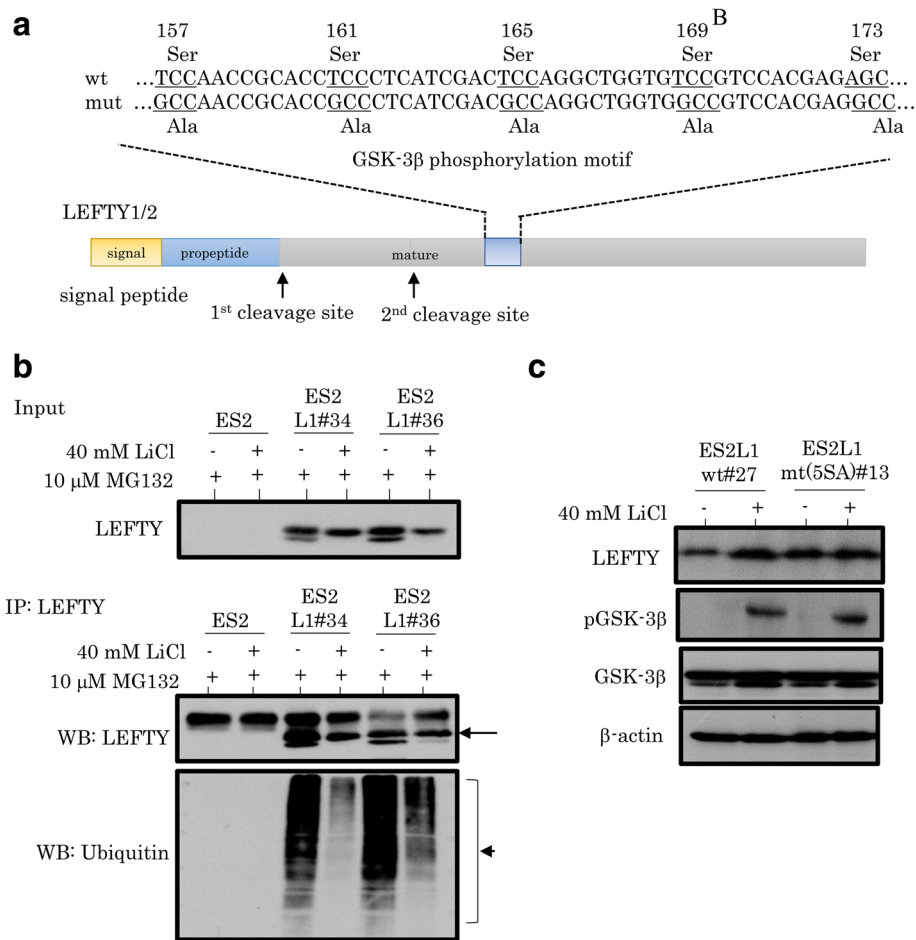 a
B
157 161 165 169 173
Ser Ser Ser Ser Ser
wt ...TCCAACCGCACCTCCCTCATCGACTCCAGGCTGGTGTCCGTCCACGAGAGC...
mut ...GCCAACCGCACCGCCCTCATCGACGCCAGGCTGGTGGCCGTCCACGAGGCC...
Ala Ala Ala Ala Ala
GSK-3β phosphorylation motif
LEFTY1/2
signal propeptide mature
signal peptide
1st cleavage site 2nd cleavage site
b
Input
ES2 ES2 L1#34 ES2 L1#36
40 mM LiCl - + - + - +
10 μM MG132 + + + + + +
LEFTY
IP: LEFTY
ES2 ES2 L1#34 ES2 L1#36
40 mM LiCl - + - + - +
10 μM MG132 + + + + + +
WB: LEFTY
WB: Ubiquitin
c
ES2L1 wt#27 ES2L1 mt(5SA)#13
40 mM LiCl - + - +
LEFTY
pGSK-3β
GSK-3β
β-actin